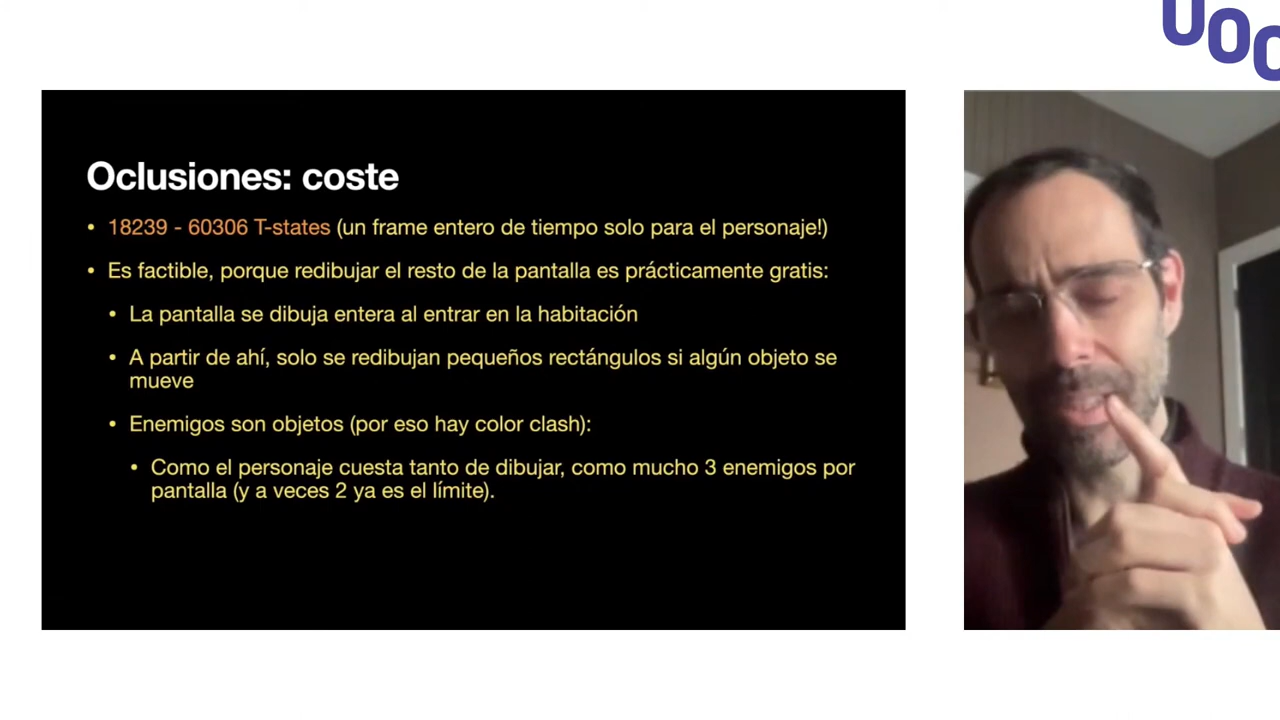 UOC
Oclusiones: coste
• 18239 - 60306 T-states (un frame entero de tiempo solo para el personaje!)
• Es factible, porque redibujar el resto de la pantalla es prácticamente gratis:
• La pantalla se dibuja entera al entrar en la habitación
• A partir de ahí, solo se redibujan pequeños rectángulos si algún objeto se
mueve
• Enemigos son objetos (por eso hay color clash):
• Como el personaje cuesta tanto de dibujar, como mucho 3 enemigos por
pantalla (y a veces 2 ya es el límite).